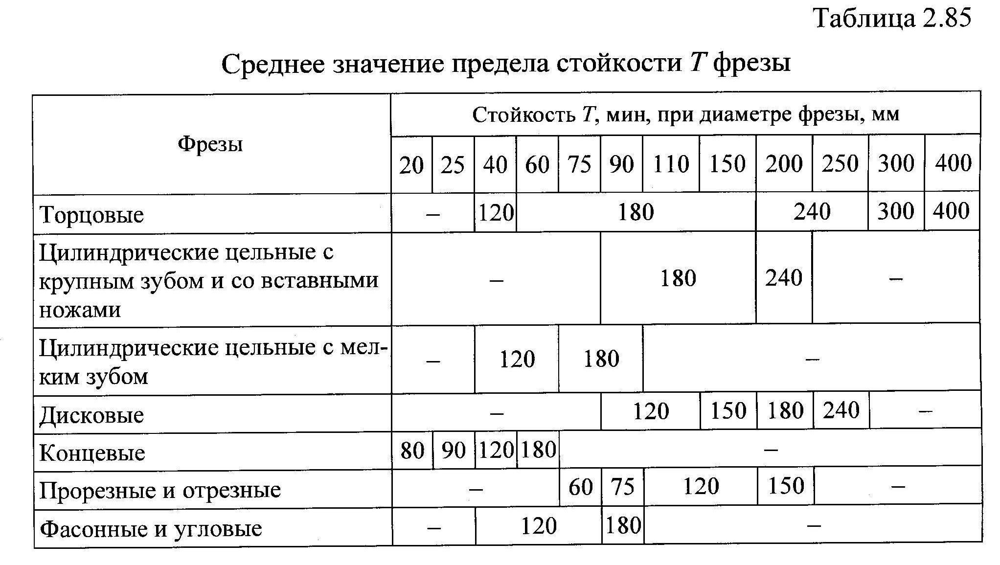 Таблица 2.85
Среднее значение предела стойкости T фрезы
Фрезы
Стойкость T, мин, при диаметре фрезы, мм
20 25 40 60 75 90 110 150 200 250 300 400
Торцовые – 120 180 240 300 400
Цилиндрические цельные с
крупным зубом и со вставными
ножами
– 180 240 –
Цилиндрические цельные с мел-
ким зубом
– 120 180 –
Дисковые – 120 150 180 240 –
Концевые 80 90 120 180 –
Прорезные и отрезные – 60 75 120 150 –
Фасонные и угловые – 120 180 –